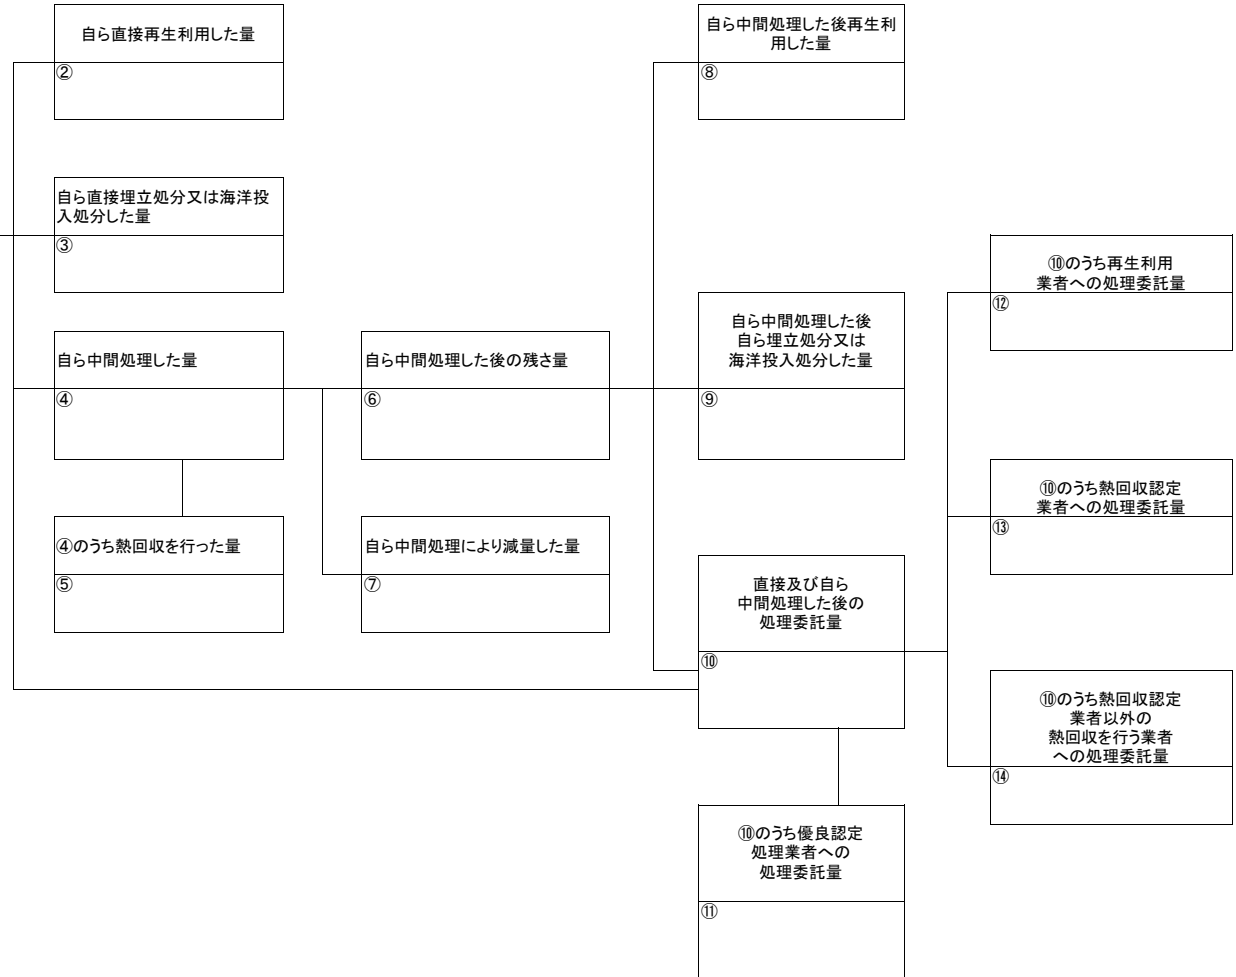 自ら直接再生利用した量
②
自ら直接埋立処分又は海洋投
入処分した量
③
自ら中間処理した量
④
④のうち熱回収を行った量
⑤
自ら中間処理した後の残さ量
⑥
自ら中間処理により減量した量
⑦
自ら中間処理した後再生利
用した量
⑧
自ら中間処理した後
自ら埋立処分又は
海洋投入処分した量
⑨
直接及び自ら
中間処理した後の
処理委託量
⑩
⑩のうち優良認定
処理業者への
処理委託量
⑪
⑩のうち再生利用
業者への処理委託量
⑫
⑩のうち熱回収認定
業者への処理委託量
⑬
⑩のうち熱回収認定
業者以外の
熱回収を行う業者
への処理委託量
⑭